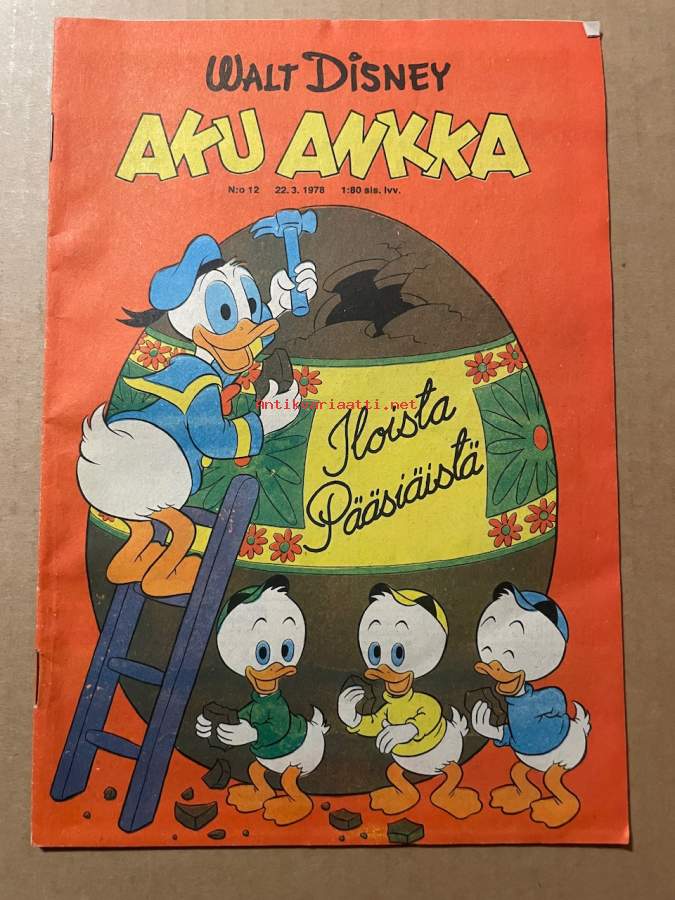 WALT DISNEY
AKU ANKKA
N:o 12 22. 3. 1978 1:80 sis. lvv.
antikvariaatti.net
Iloista
Pääsiäistä